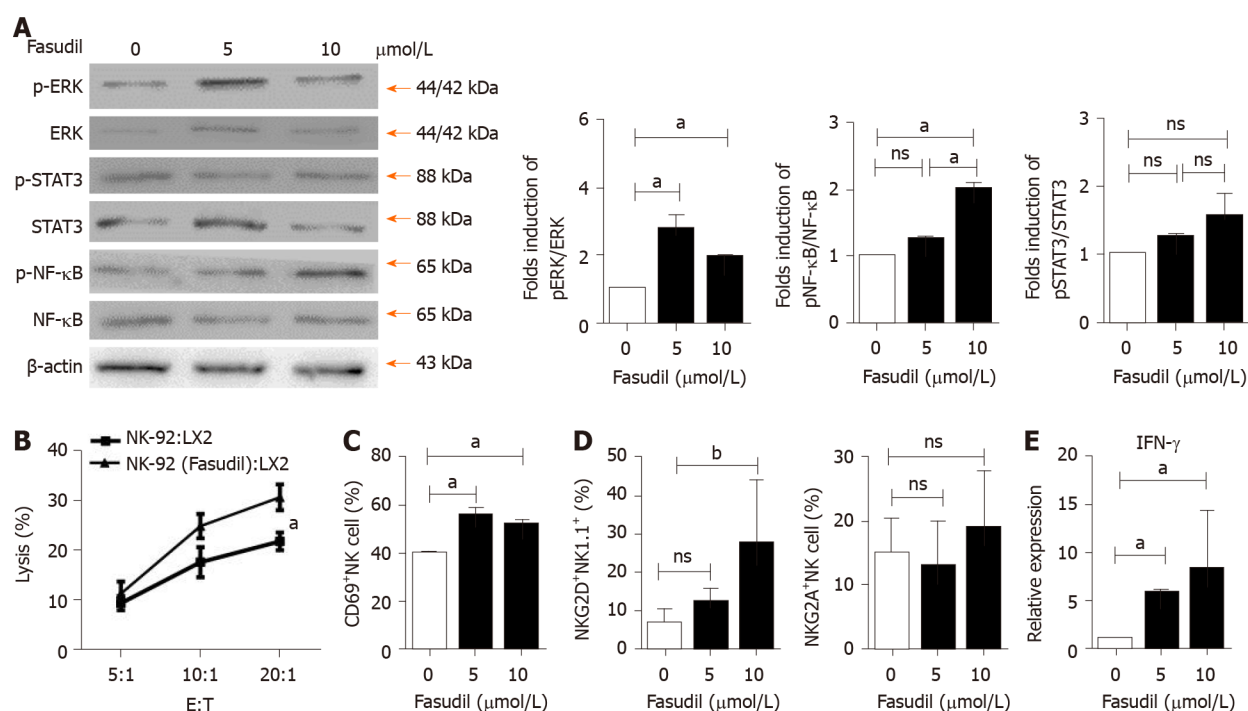 A
Fasudil 0 5 10 μmol/L
p-ERK 44/42 kDa
ERK 44/42 kDa
p-STAT3 88 kDa
STAT3 88 kDa
p-NF-κB 65 kDa
NF-κB 65 kDa
β-actin 43 kDa
Folds induction of
pERK/ERK
6
4
2
0
a
a
0 5 10
Fasudil (μmol/L)
Folds induction of
pNF-κB/NF-κB
3
2
1
0
a
ns a
0 5 10
Fasudil (μmol/L)
Folds induction of
pSTAT3/STAT3
3
2
1
0
ns
ns ns
0 5 10
Fasudil (μmol/L)
B
NK-92:LX2
NK-92 (Fasudil):LX2
Lysis (%)
40
30
20
10
0
a
5:1 10:1 20:1
E:T
C
CD69⁺NK cell (%)
80
60
40
20
0
a
a
0 5 10
Fasudil (μmol/L)
D
NKG2D⁺NK1.1⁺ (%)
50
40
30
20
10
0
b
ns
0 5 10
Fasudil (μmol/L)
NKG2A⁺NK cell (%)
30
20
10
0
ns
ns
0 5 10
Fasudil (μmol/L)
E
IFN-γ
Relative expression
20
15
10
5
0
a
a
0 5 10
Fasudil (μmol/L)